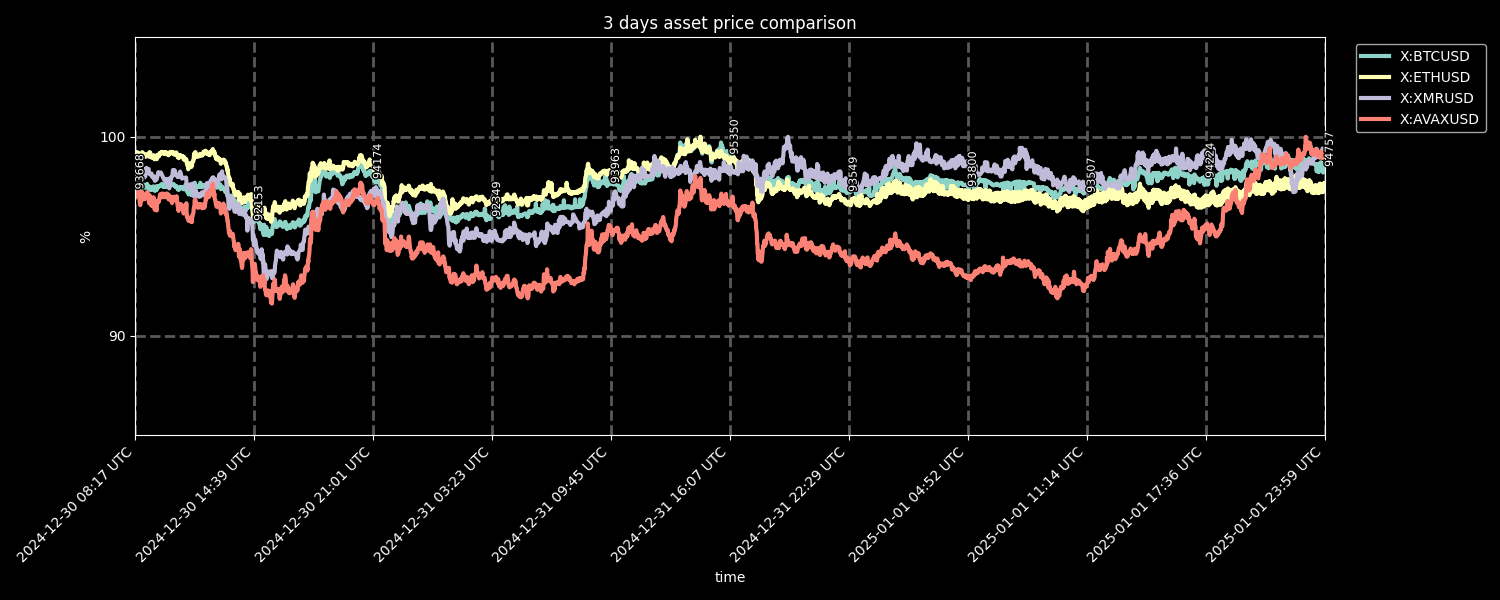 3 days asset price comparison
X:BTCUSD
X:ETHUSD
X:XMRUSD
X:AVAXUSD
100
90
%
93668
92153
94174
92349
93963
95350
93549
93800
93507
94224
94757
2024-12-30 08:17 UTC
2024-12-30 14:39 UTC
2024-12-30 21:01 UTC
2024-12-31 03:23 UTC
2024-12-31 09:45 UTC
2024-12-31 16:07 UTC
2024-12-31 22:29 UTC
2025-01-01 04:52 UTC
2025-01-01 11:14 UTC
2025-01-01 17:36 UTC
2025-01-01 23:59 UTC
time